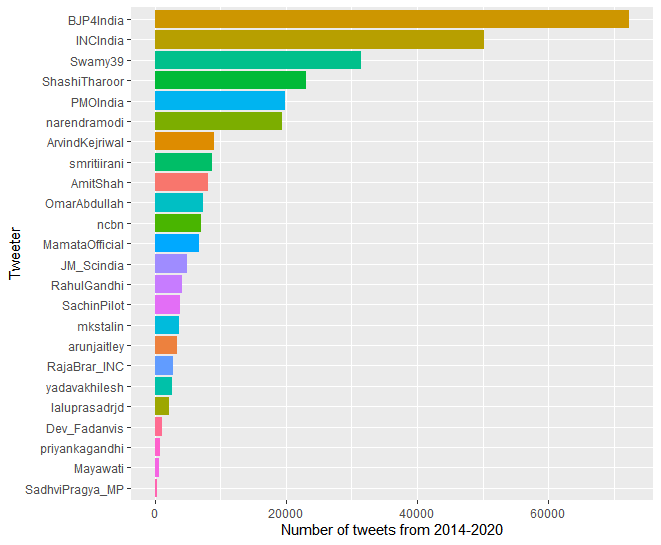 BJP4India
INCIndia
Swamy39
ShashiTharoor
PMOIndia
narendramodi
ArvindKejriwal
smritiirani
AmitShah
OmarAbdullah
ncbn
MamataOfficial
JM_Scindia
RahulGandhi
SachinPilot
mkstalin
arunjaitley
RajaBrar_INC
yadavakhilesh
laluprasadrjd
Dev_Fadanvis
priyankagandhi
Mayawati
SadhviPragya_MP
Tweeter
0 20000 40000 60000
Number of tweets from 2014-2020